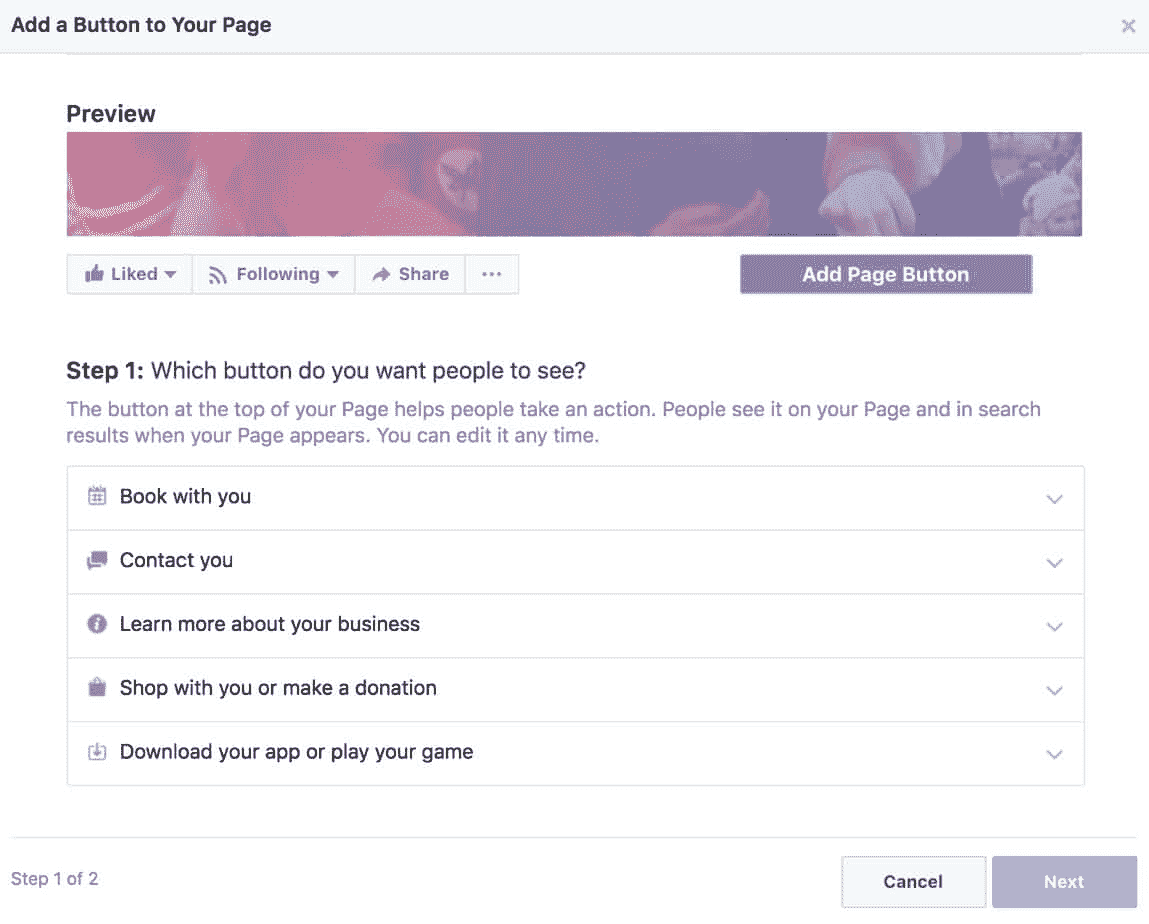 Add a Button to Your Page
Preview
Liked Following Share
Add Page Button
Step 1: Which button do you want people to see?
The button at the top of your Page helps people take an action. People see it on your Page and in search
results when your Page appears. You can edit it any time.
Book with you
Contact you
Learn more about your business
Shop with you or make a donation
Download your app or play your game
Step 1 of 2
Cancel
Next